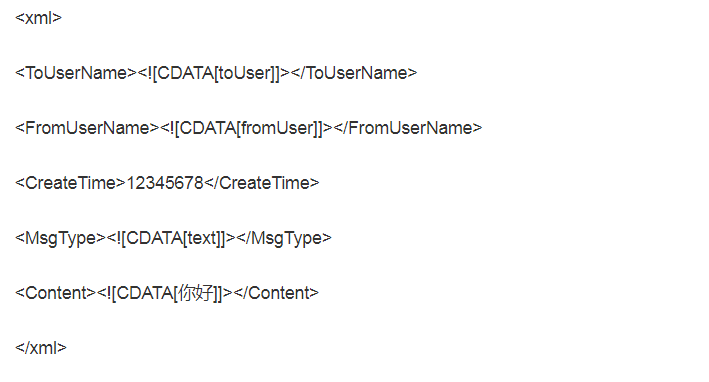 <xml>
<ToUserName><![CDATA[toUser]]></ToUserName>
<FromUserName><![CDATA[fromUser]]></FromUserName>
<CreateTime>12345678</CreateTime>
<MsgType><![CDATA[text]]></MsgType>
<Content><![CDATA[你好]]></Content>
</xml>